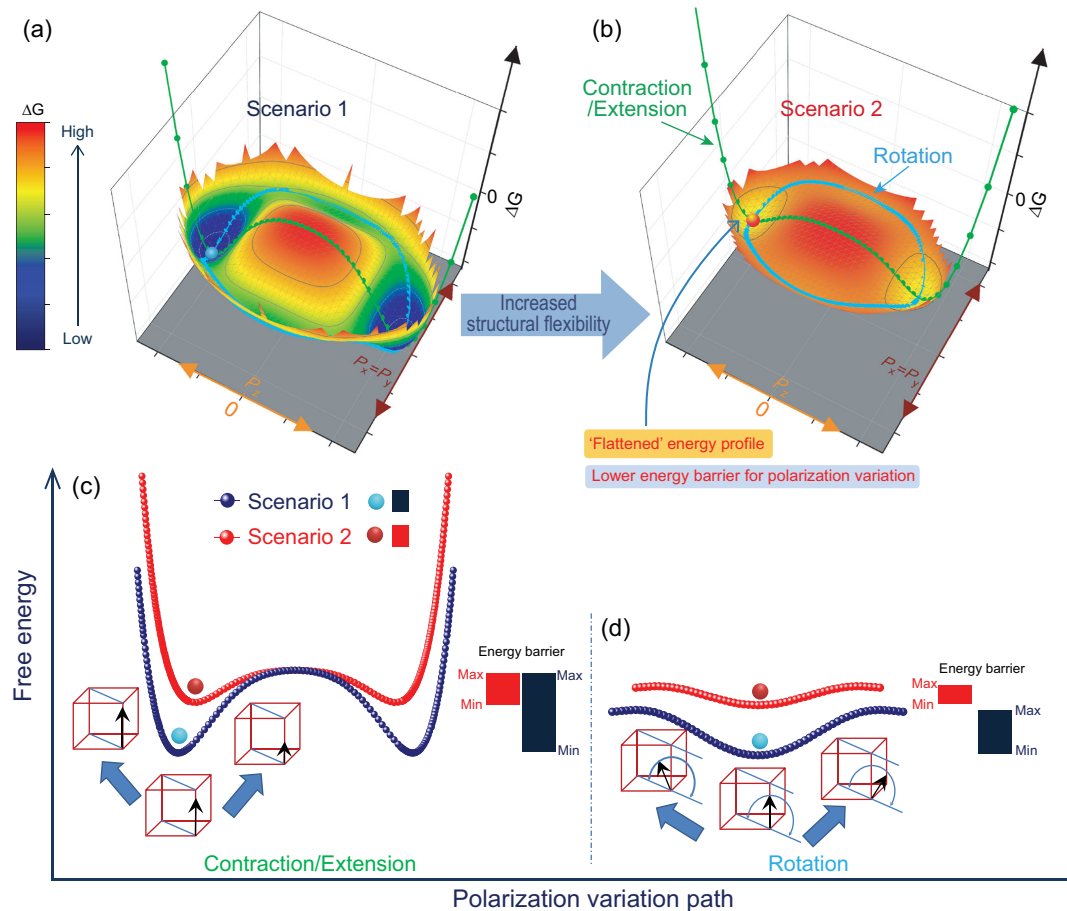 (a)
(b)
Contraction
/Extension
Scenario 1
Scenario 2
Rotation
ΔG
High
Low
0
ΔG
0
ΔG
Increased
structural flexibility
Px=Py
Pz
0
Px=Py
Pz
0
'Flattened' energy profile
Lower energy barrier for polarization variation
(c)
Scenario 1
Scenario 2
Free energy
Energy barrier
Max
Max
Min
Min
(d)
Energy barrier
Max
Min
Max
Min
Contraction/Extension
Rotation
Polarization variation path